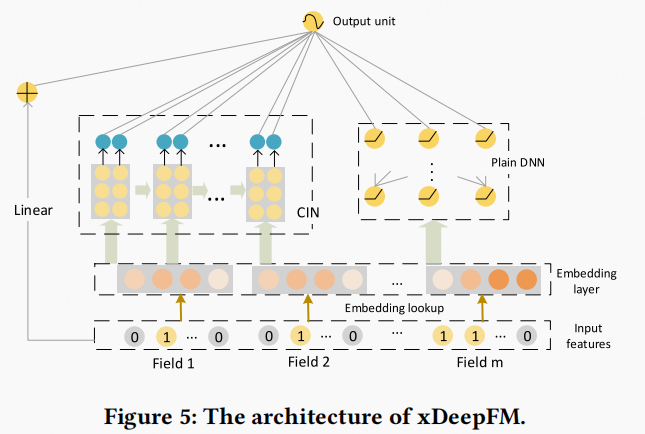 Output unit
Plain DNN
...
CIN
...
Linear
Embedding
layer
...
Embedding lookup
0 1 ... 0
0 1 ... 0
...
1 1 ... 0
Input
features
Field 1
Field 2
Field m
Figure 5: The architecture of xDeepFM.